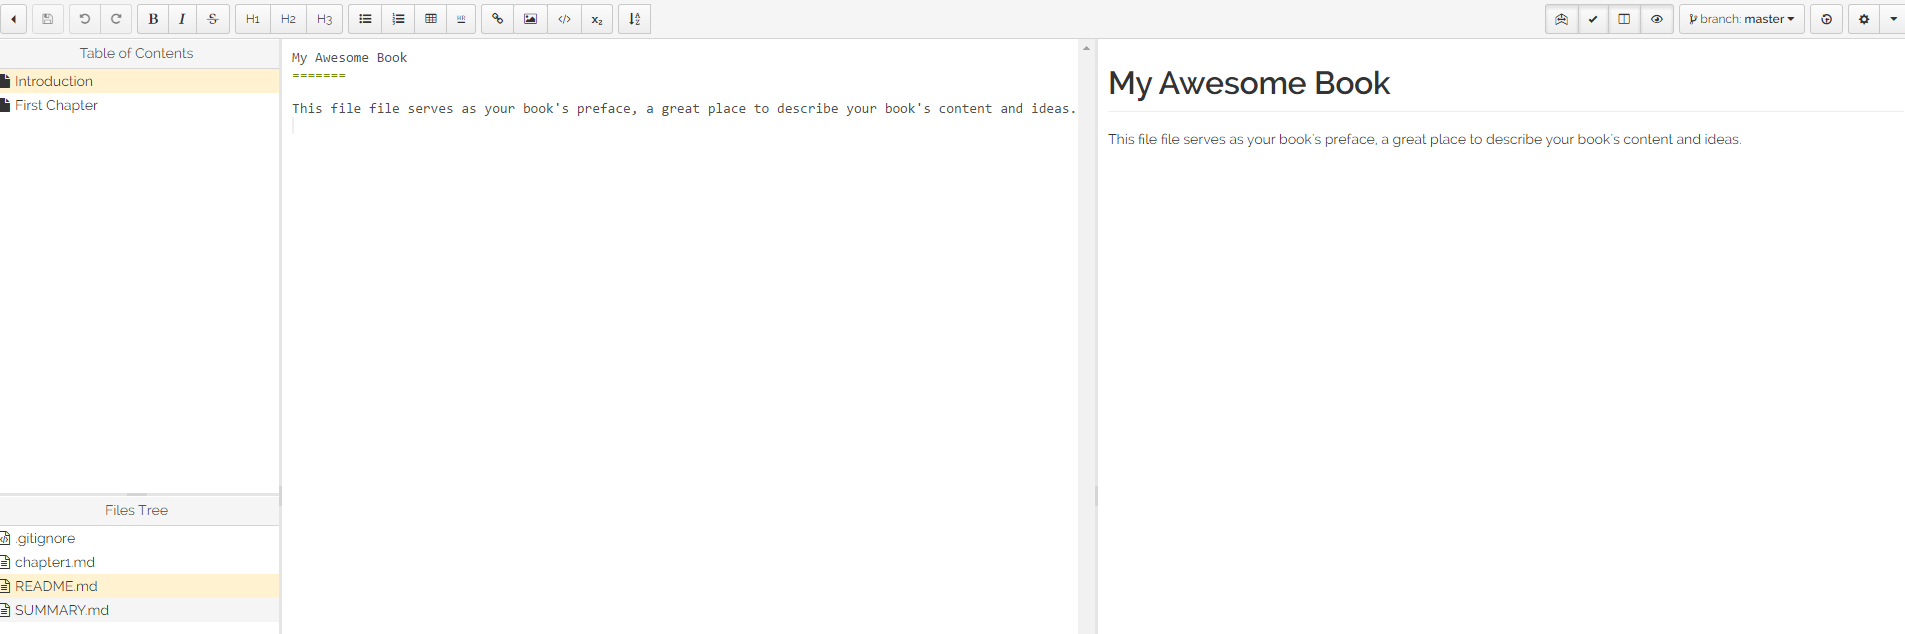 B I S H1 H2 H3 HR </> x₂ A Z branch: master
Table of Contents
Introduction
First Chapter
Files Tree
.gitignore
chapter1.md
README.md
SUMMARY.md
My Awesome Book
=======
This file file serves as your book's preface, a great place to describe your book's content and ideas.
My Awesome Book
This file file serves as your book's preface, a great place to describe your book's content and ideas.